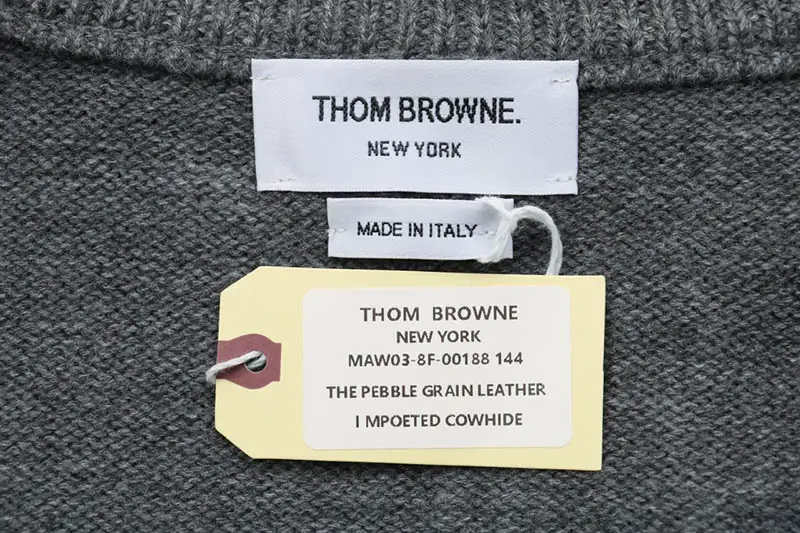 THOM BROWNE.
NEW YORK
MADE IN ITALY
THOM BROWNE
NEW YORK
MAW03-8F-00188 144
THE PEBBLE GRAIN LEATHER
I MPOETED COWHIDE